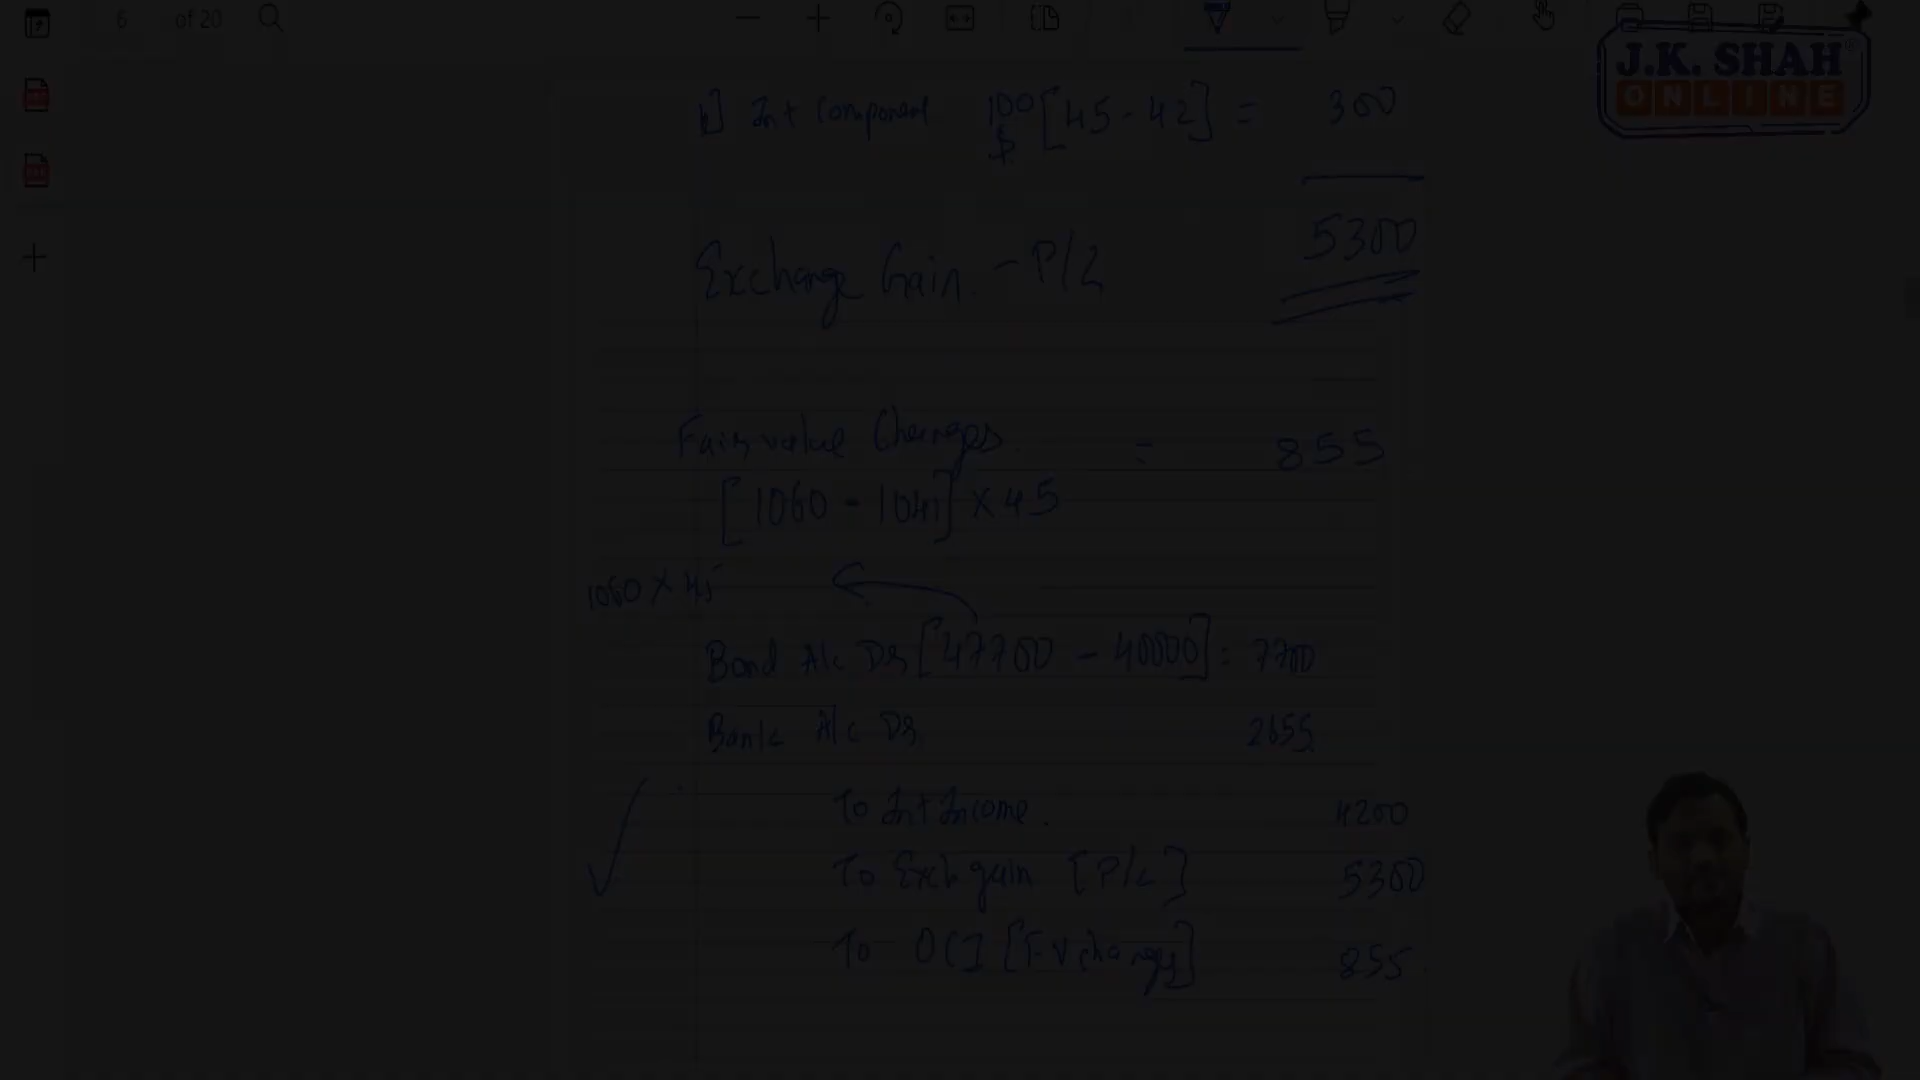 6 of 20
J.K. SHAH®
ONLINE
b] Int component 100 $ [45 - 42] = 300
5300
Exchange Gain - P/L
Fair value Changes = 855
[1060 - 1041] x 45
1060 x 45
Bond A/c Dr [47700 - 40000] = 7700
Bank A/c Dr 2655
To Int Income. 4200
To Exch gain [P/L] 5300
To OCI [F.V change] 855